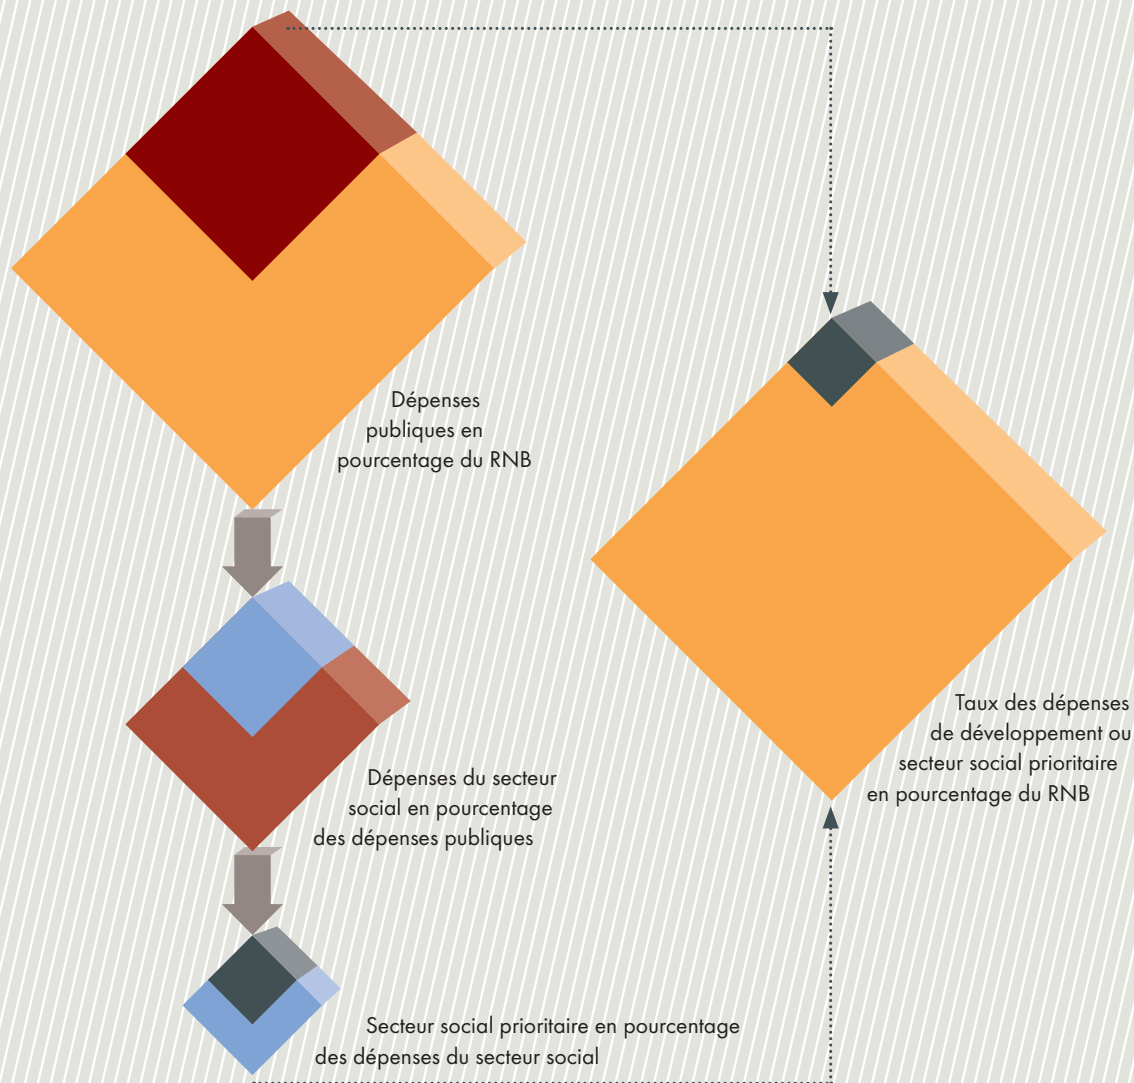 Dépenses
publiques en
pourcentage du RNB
Dépenses du secteur
social en pourcentage
des dépenses publiques
Secteur social prioritaire en pourcentage
des dépenses du secteur social
Taux des dépenses
de développement ou
secteur social prioritaire
en pourcentage du RNB